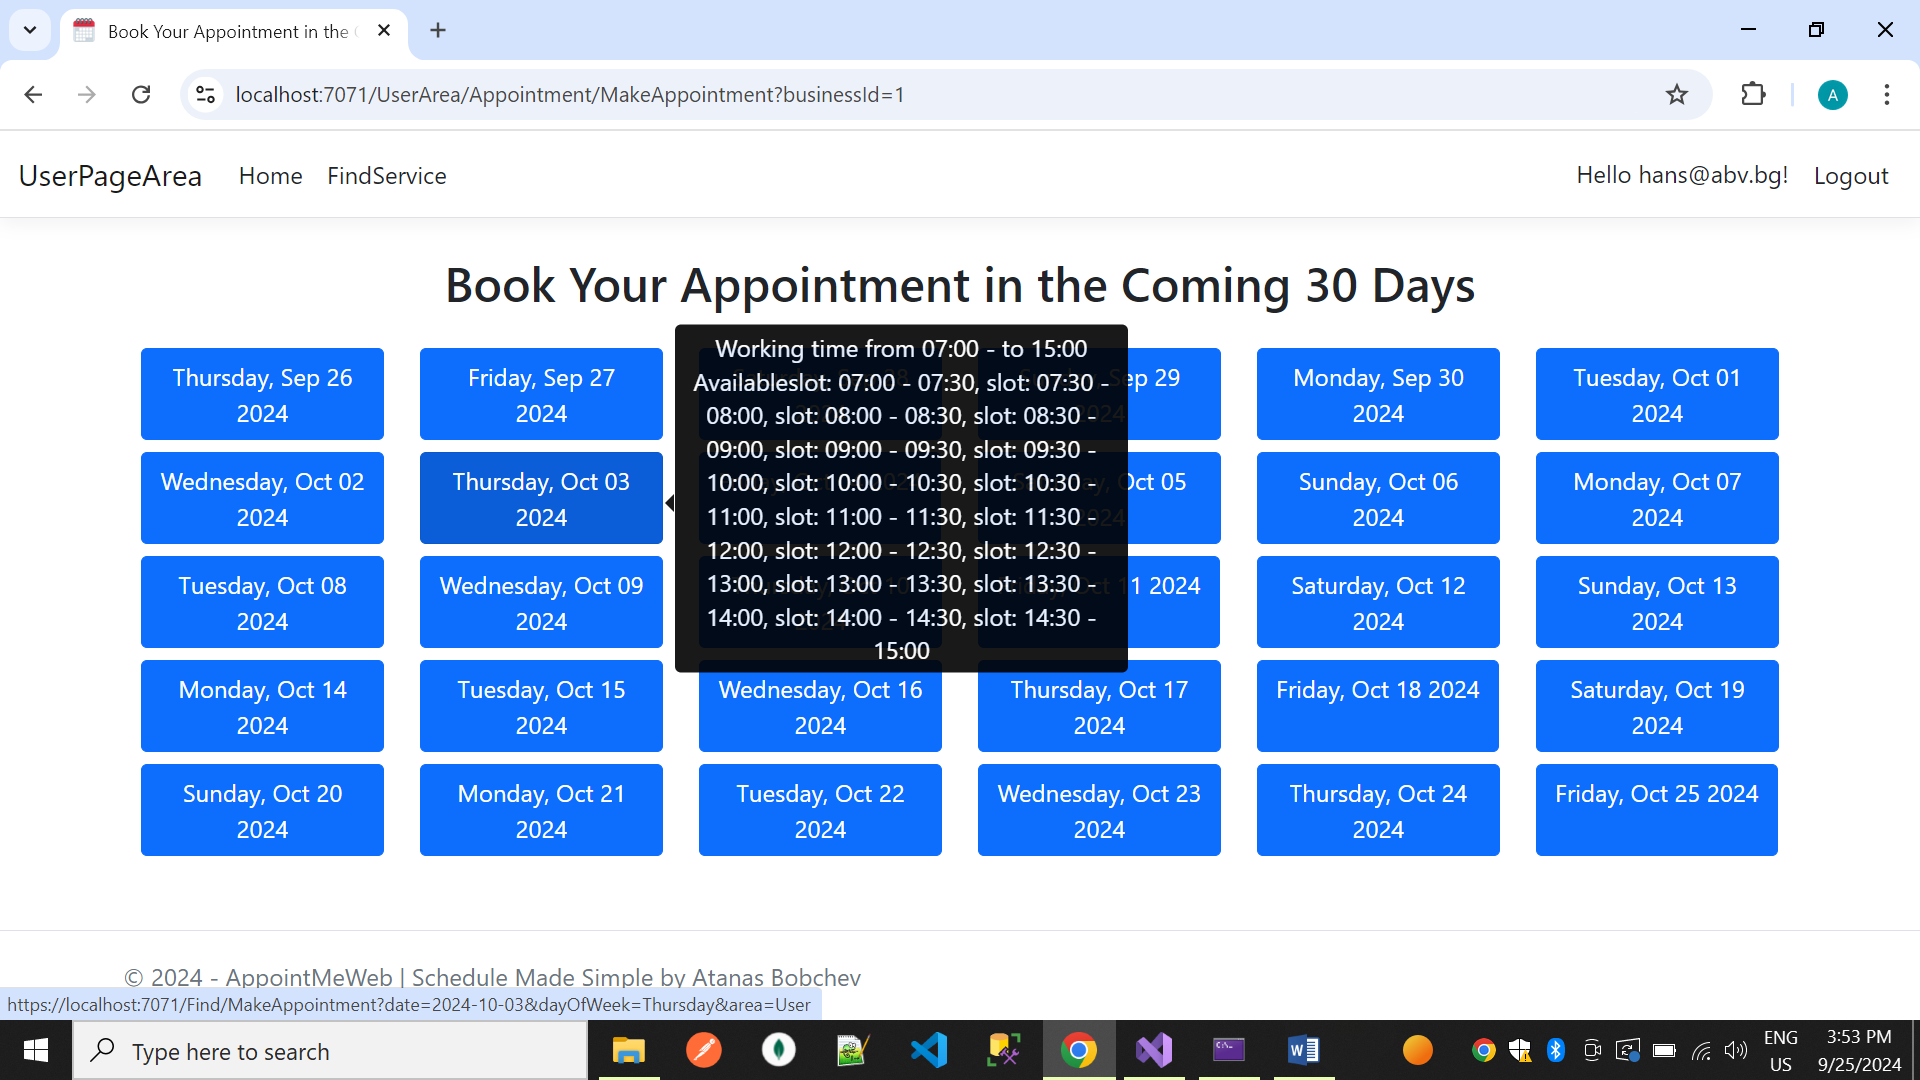 Book Your Appointment in the
localhost:7071/UserArea/Appointment/MakeAppointment?businessId=1
A
UserPageArea
Home
FindService
Hello hans@abv.bg!
Logout
Book Your Appointment in the Coming 30 Days
Thursday, Sep 26
2024
Friday, Sep 27
2024
Working time from 07:00 - to 15:00
Availableslot: 07:00 - 07:30, slot: 07:30 -
08:00, slot: 08:00 - 08:30, slot: 08:30 -
09:00, slot: 09:00 - 09:30, slot: 09:30 -
10:00, slot: 10:00 - 10:30, slot: 10:30 -
11:00, slot: 11:00 - 11:30, slot: 11:30 -
12:00, slot: 12:00 - 12:30, slot: 12:30 -
13:00, slot: 13:00 - 13:30, slot: 13:30 -
14:00, slot: 14:00 - 14:30, slot: 14:30 -
15:00
Sep 29
2024
Monday, Sep 30
2024
Tuesday, Oct 01
2024
Wednesday, Oct 02
2024
Thursday, Oct 03
2024
Oct 05
2024
Sunday, Oct 06
2024
Monday, Oct 07
2024
Tuesday, Oct 08
2024
Wednesday, Oct 09
2024
Oct 11 2024
Saturday, Oct 12
2024
Sunday, Oct 13
2024
Monday, Oct 14
2024
Tuesday, Oct 15
2024
Wednesday, Oct 16
2024
Thursday, Oct 17
2024
Friday, Oct 18 2024
Saturday, Oct 19
2024
Sunday, Oct 20
2024
Monday, Oct 21
2024
Tuesday, Oct 22
2024
Wednesday, Oct 23
2024
Thursday, Oct 24
2024
Friday, Oct 25 2024
© 2024 - AppointMeWeb | Schedule Made Simple by Atanas Bobchev
https://localhost:7071/Find/MakeAppointment?date=2024-10-03&dayOfWeek=Thursday&area=User
Type here to search
ENG
US
3:53 PM
9/25/2024